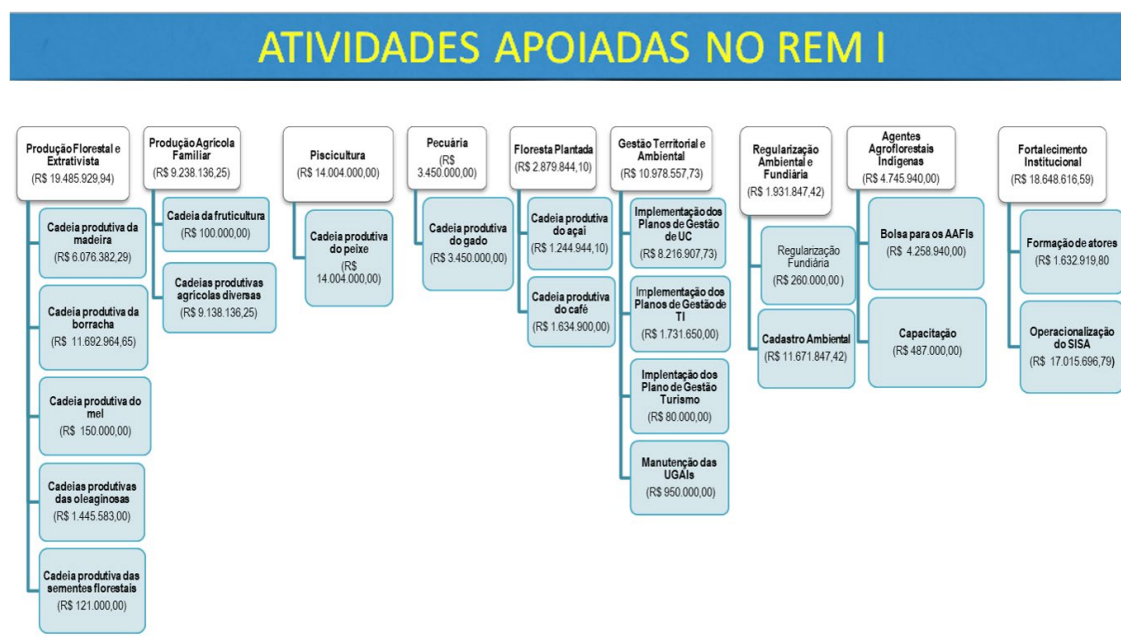 ATIVIDADES APOIADAS NO REM I
Produção Florestal e
Extrativista
(R$ 19.485.929,94)
Cadeia produtiva da
madeira
(R$ 6.076.382,29)
Cadeia produtiva da
borracha
(R$ 11.692.964,65)
Cadeia produtiva do
mel
(R$ 150.000,00)
Cadeias produtivas
das oleaginosas
(R$ 1.445.583,00)
Cadeia produtiva das
sementes florestais
(R$ 121.000,00)
Produção Agrícola
Familiar
(R$ 9.238.136,25)
Cadeia da fruticultura
(R$ 100.000,00)
Cadeias produtivas
agrícolas diversas
(R$ 9.138.136,25)
Piscicultura
(R$ 14.004.000,00)
Cadeia produtiva
do peixe
(R$
14.004.000,00)
Pecuária
(R$
3.450.000,00)
Cadeia produtiva
do gado
(R$ 3.450.000,00)
Floresta Plantada
(R$ 2.879.844,10)
Cadeia produtiva
do açaí
(R$ 1.244.944,10)
Cadeia produtiva
do café
(R$ 1.634.900,00)
Gestão Territorial e
Ambiental
(R$ 10.978.557,73)
Implementação dos
Planos de Gestão
de UC
(R$ 8.216.907,73)
Implementação dos
Planos de Gestão de
TI
(R$ 1.731.650,00)
Implentação dos
Plano de Gestão
Turismo
(R$ 80.000,00)
Manutenção das
UGAIs
(R$ 950.000,00)
Regularização
Ambiental e
Fundiária
(R$ 1.931.847,42)
Regularização
Fundiária
(R$ 260.000,00)
Cadastro Ambiental
(R$ 11.671.847,42)
Agentes
Agroflorestais
Indígenas
(R$ 4.745.940,00)
Bolsa para os AAFIs
(R$ 4.258.940,00)
Capacitação
(R$ 487.000,00)
Fortalecimento
Institucional
(R$ 18.648.616,59)
Formação de atores
(R$ 1.632.919,80
Operacionalização
do SISA
(R$ 17.015.696,79)